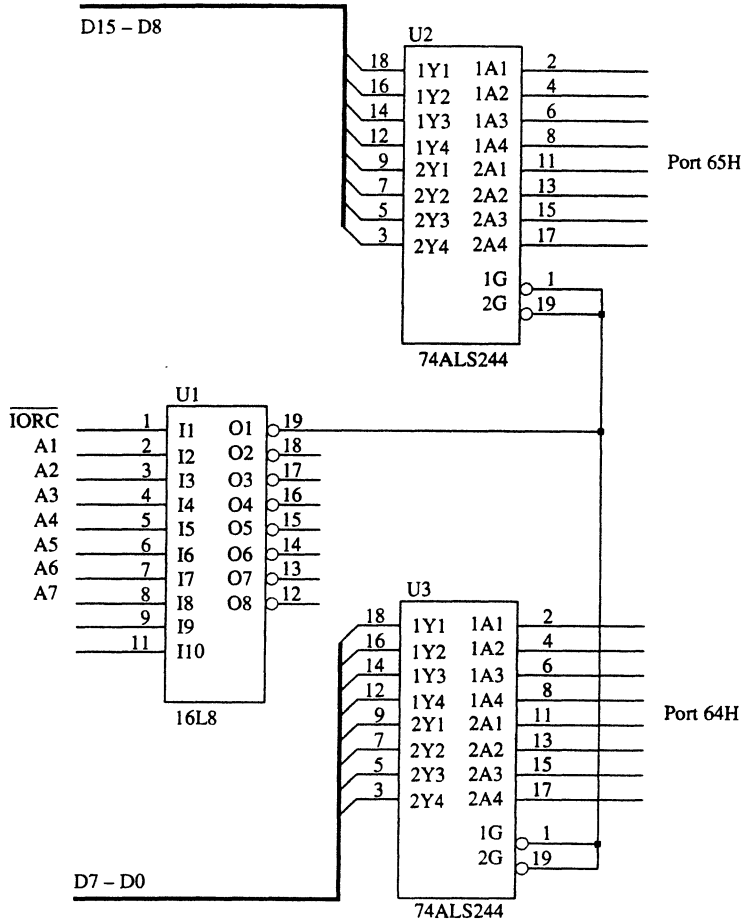 D15 – D8
U2
18 1Y1 1A1 2
16 1Y2 1A2 4
14 1Y3 1A3 6
12 1Y4 1A4 8
9 2Y1 2A1 11
7 2Y2 2A2 13
5 2Y3 2A3 15
3 2Y4 2A4 17
Port 65H
1G 1
2G 19
74ALS244
U1
IORC 1 I1 O1 19
A1 2 I2 O2 18
A2 3 I3 O3 17
A3 4 I4 O4 16
A4 5 I5 O5 15
A5 6 I6 O6 14
A6 7 I7 O7 13
A7 8 I8 O8 12
9 I9
11 I10
16L8
U3
18 1Y1 1A1 2
16 1Y2 1A2 4
14 1Y3 1A3 6
12 1Y4 1A4 8
9 2Y1 2A1 11
7 2Y2 2A2 13
5 2Y3 2A3 15
3 2Y4 2A4 17
Port 64H
1G 1
2G 19
D7 – D0
74ALS244